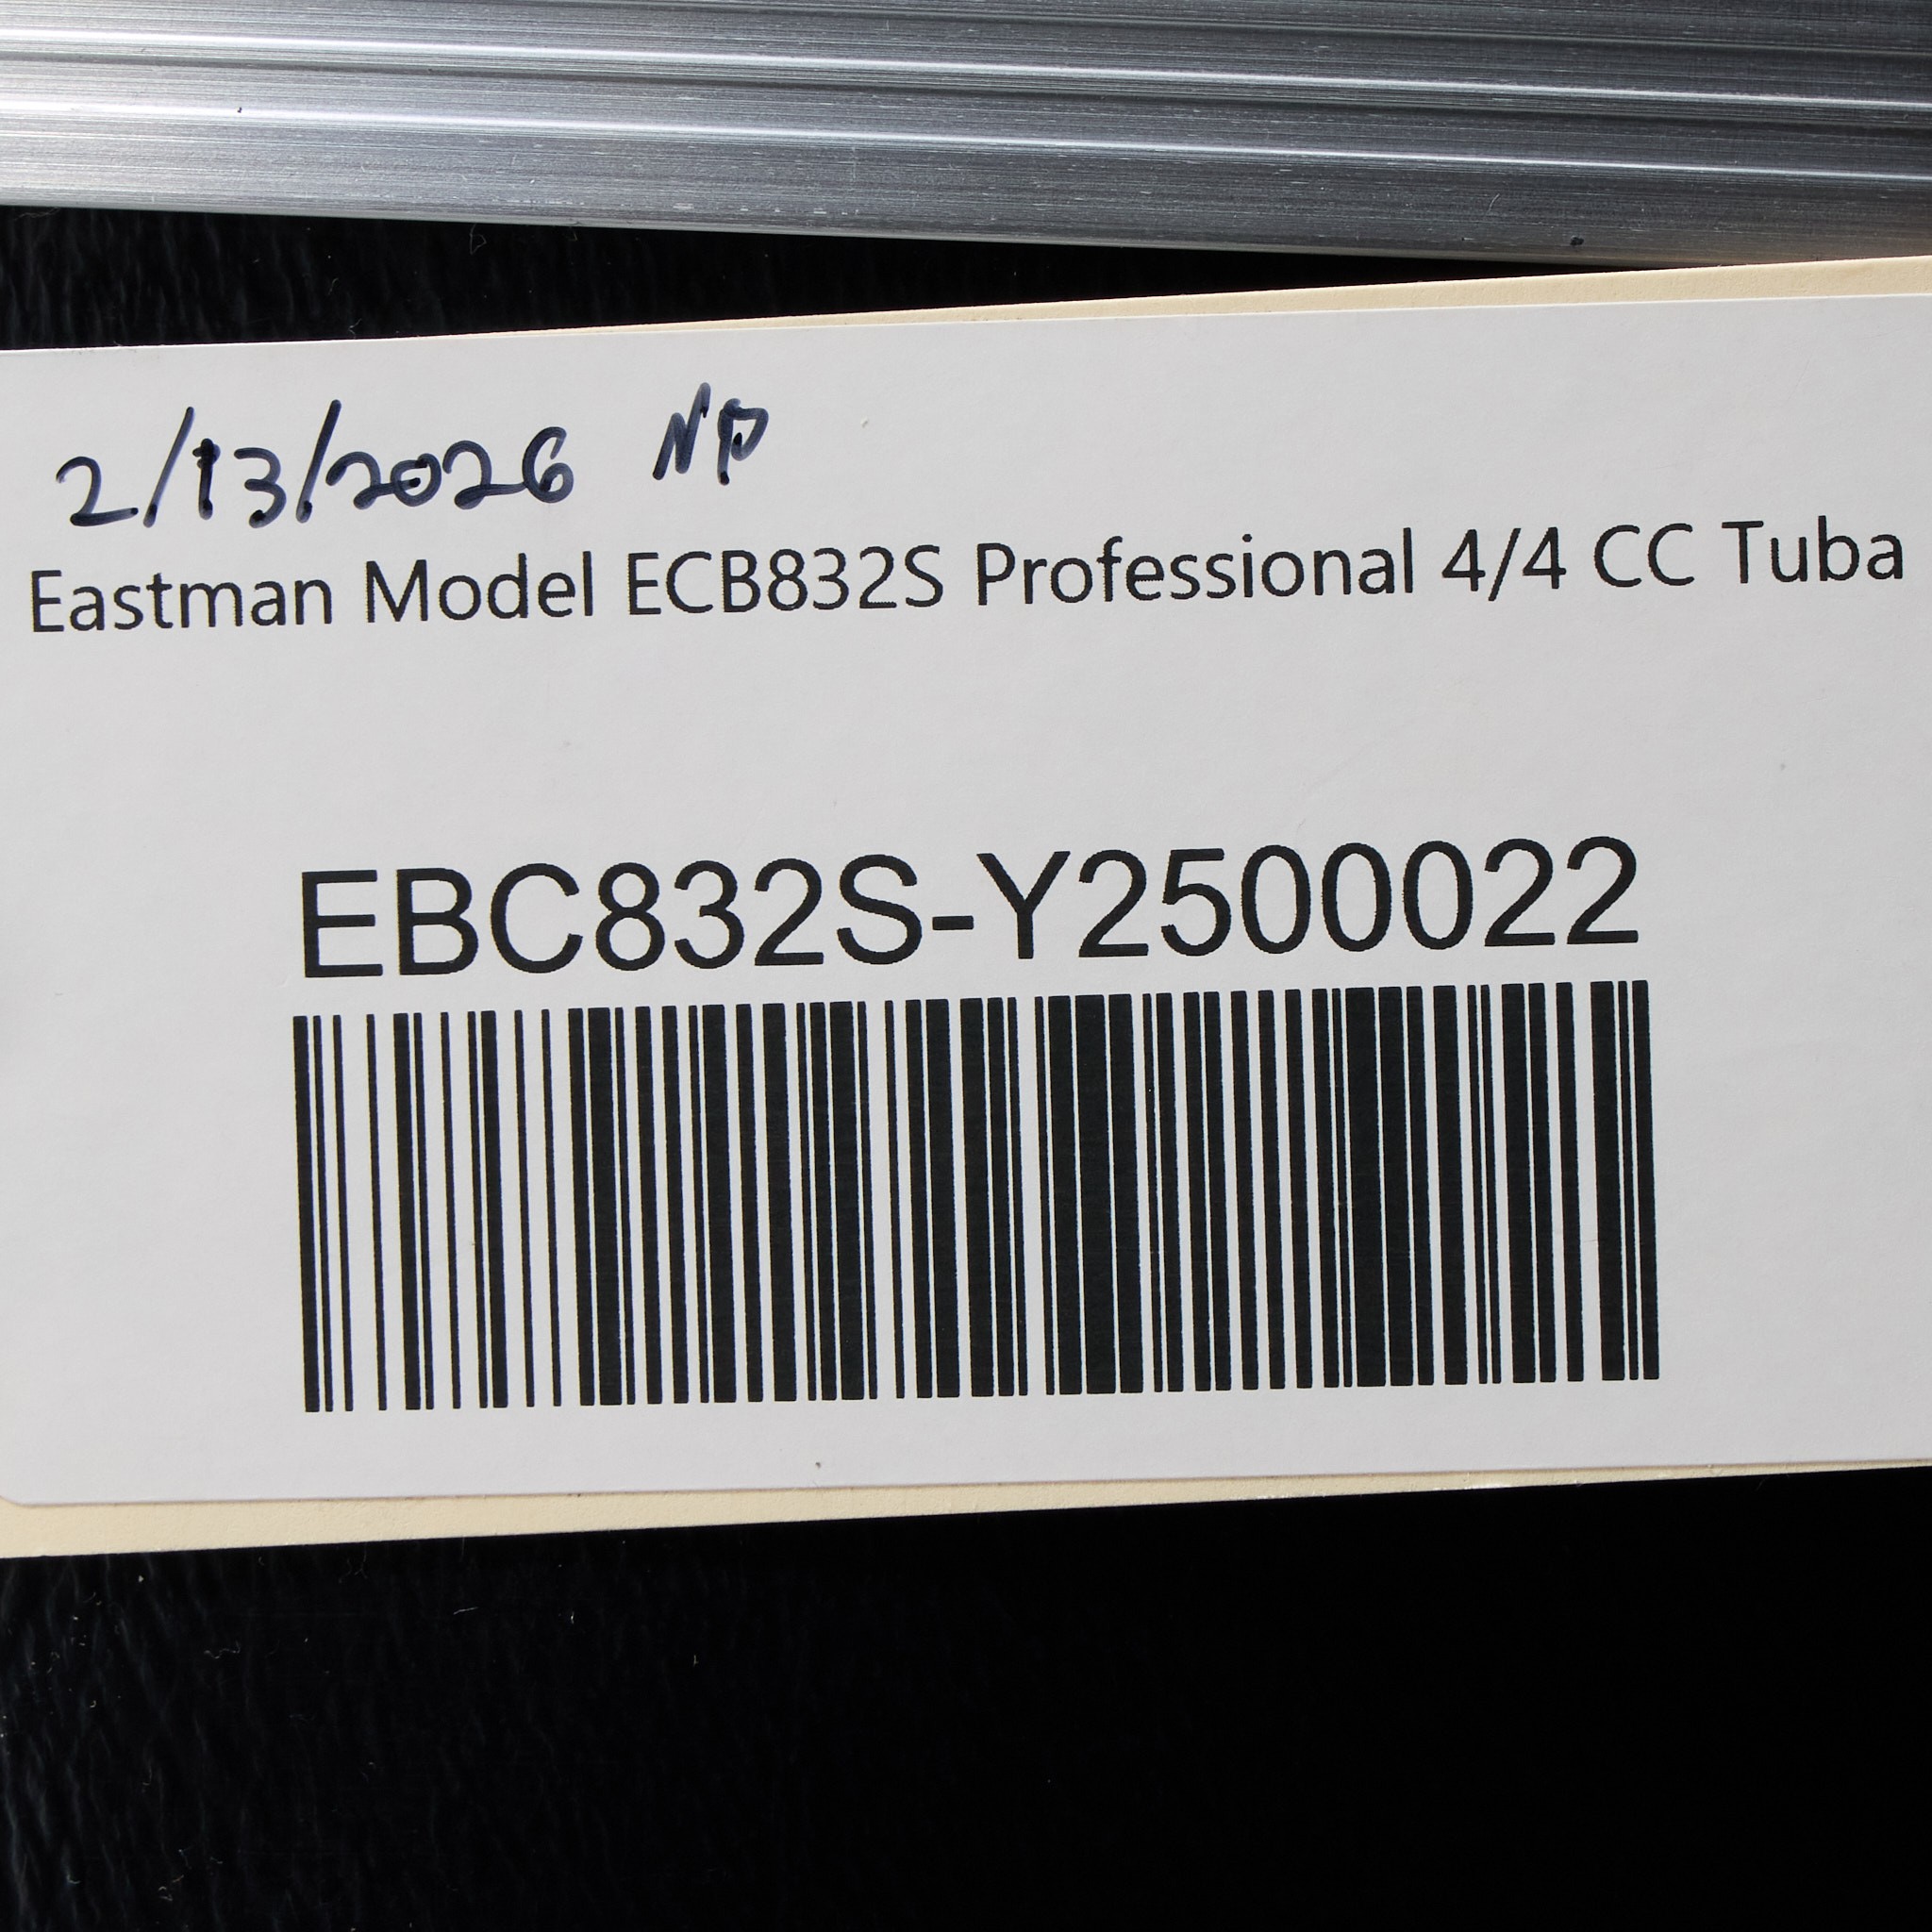 2/13/2026 NP
Eastman Model ECB832S Professional 4/4 CC Tuba
EBC832S-Y2500022